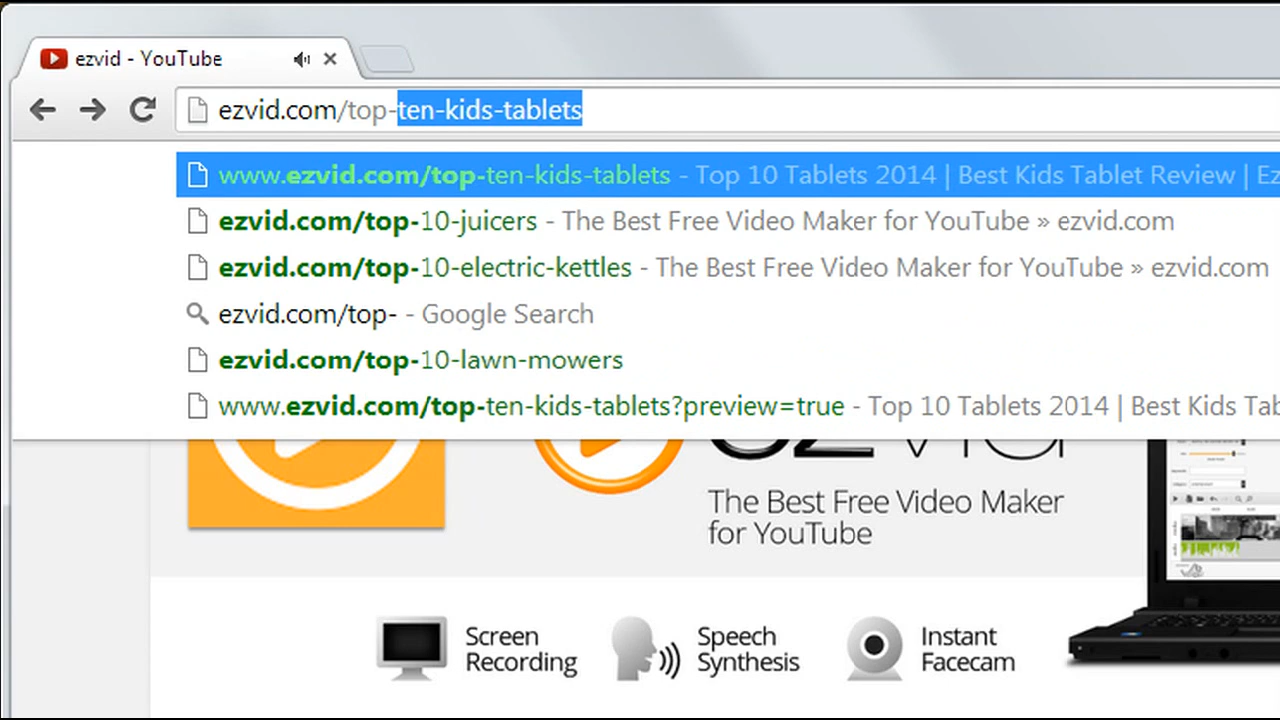 ezvid - YouTube
ezvid.com/top-ten-kids-tablets
www.ezvid.com/top-ten-kids-tablets - Top 10 Tablets 2014 | Best Kids Tablet Review | Ez
ezvid.com/top-10-juicers - The Best Free Video Maker for YouTube » ezvid.com
ezvid.com/top-10-electric-kettles - The Best Free Video Maker for YouTube » ezvid.com
ezvid.com/top- - Google Search
ezvid.com/top-10-lawn-mowers
www.ezvid.com/top-ten-kids-tablets?preview=true - Top 10 Tablets 2014 | Best Kids Tab
The Best Free Video Maker
for YouTube
Screen
Recording
Speech
Synthesis
Instant
Facecam